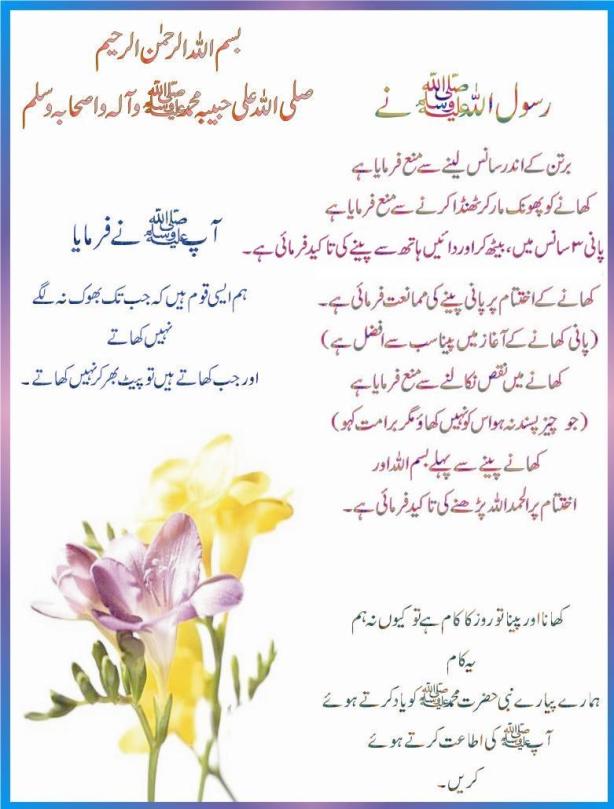 بسم اللہ الرحمٰن الرحیم
صلی اللہ علی حبیبہ محمد ﷺ وآلہ واصحابہ وسلم
رسول اللہ ﷺ نے
برتن کے اندر سانس لینے سے منع فرمایا ہے
کھانے کو پھونک مار کر ٹھنڈا کرنے سے منع فرمایا ہے
پانی ۳ سانس میں، بیٹھ کر اور دائیں ہاتھ سے پینے کی تاکید فرمائی ہے۔
کھانے کے اختتام پر پانی پینے کی ممانعت فرمائی ہے۔
(پانی کھانے کے آغاز میں پینا سب سے افضل ہے)
کھانے میں نقص نکالنے سے منع فرمایا ہے
(جو چیز پسند نہ ہو اس کو نہیں کھاؤ مگر برا مت کہو)
کھانے پینے سے پہلے بسم اللہ اور
اختتام پر الحمد اللہ پڑھنے کی تاکید فرمائی ہے۔
آپ ﷺ نے فرمایا
ہم ایسی قوم ہیں کہ جب تک بھوک نہ لگے
نہیں کھاتے
اور جب کھاتے ہیں تو پیٹ بھر کر نہیں کھاتے۔
کھانا اور پینا تو روز کا کام ہے تو کیوں نہ ہم
یہ کام
ہمارے پیارے نبی حضرت محمد ﷺ کو یاد کرتے ہوئے
آپ ﷺ کی اطاعت کرتے ہوئے
کریں۔